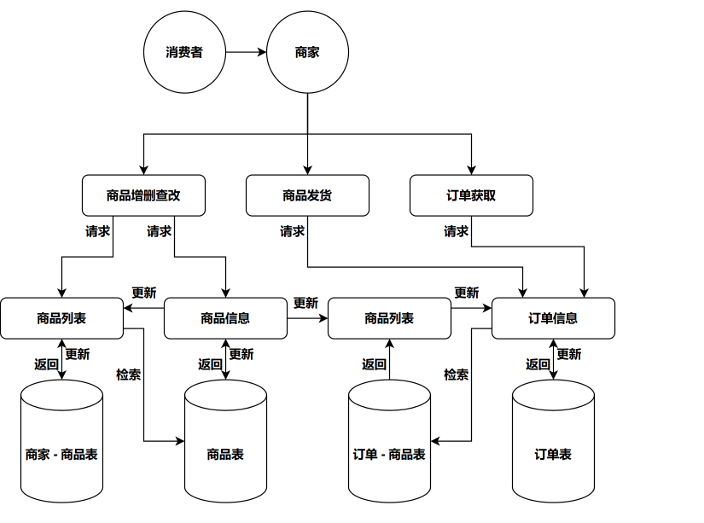 消费者
商家
商品增删查改
商品发货
订单获取
请求
请求
请求
请求
更新
更新
更新
商品列表
商品信息
商品列表
订单信息
返回
更新
检索
返回
更新
返回
检索
返回
更新
商家 - 商品表
商品表
订单 - 商品表
订单表